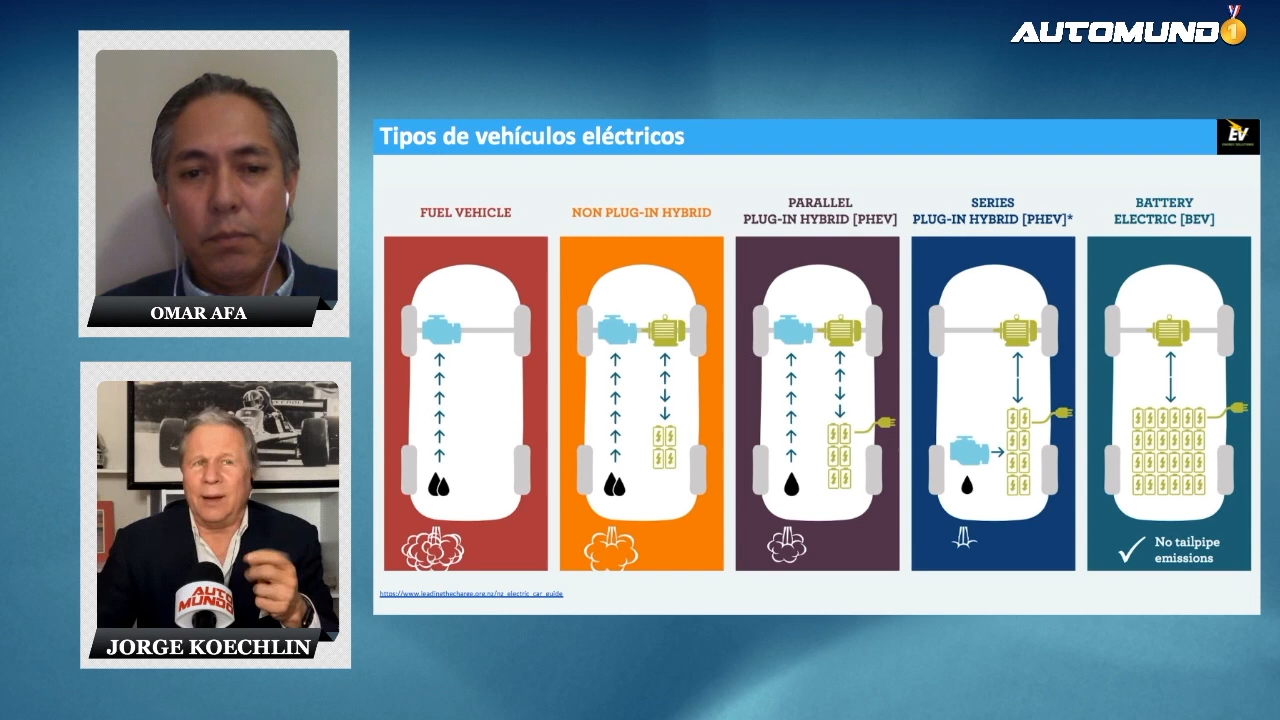 AUTOMUNDO
1
OMAR AFA
AUTO
MUNDO
JORGE KOECHLIN
Tipos de vehículos eléctricos
EV
FUEL VEHICLE
NON PLUG-IN HYBRID
PARALLEL
PLUG-IN HYBRID [PHEV]
SERIES
PLUG-IN HYBRID [PHEV]*
BATTERY
ELECTRIC [BEV]
No tailpipe
emissions
https://www.leadingthecharge.org.nz/nz_electric_car_guide